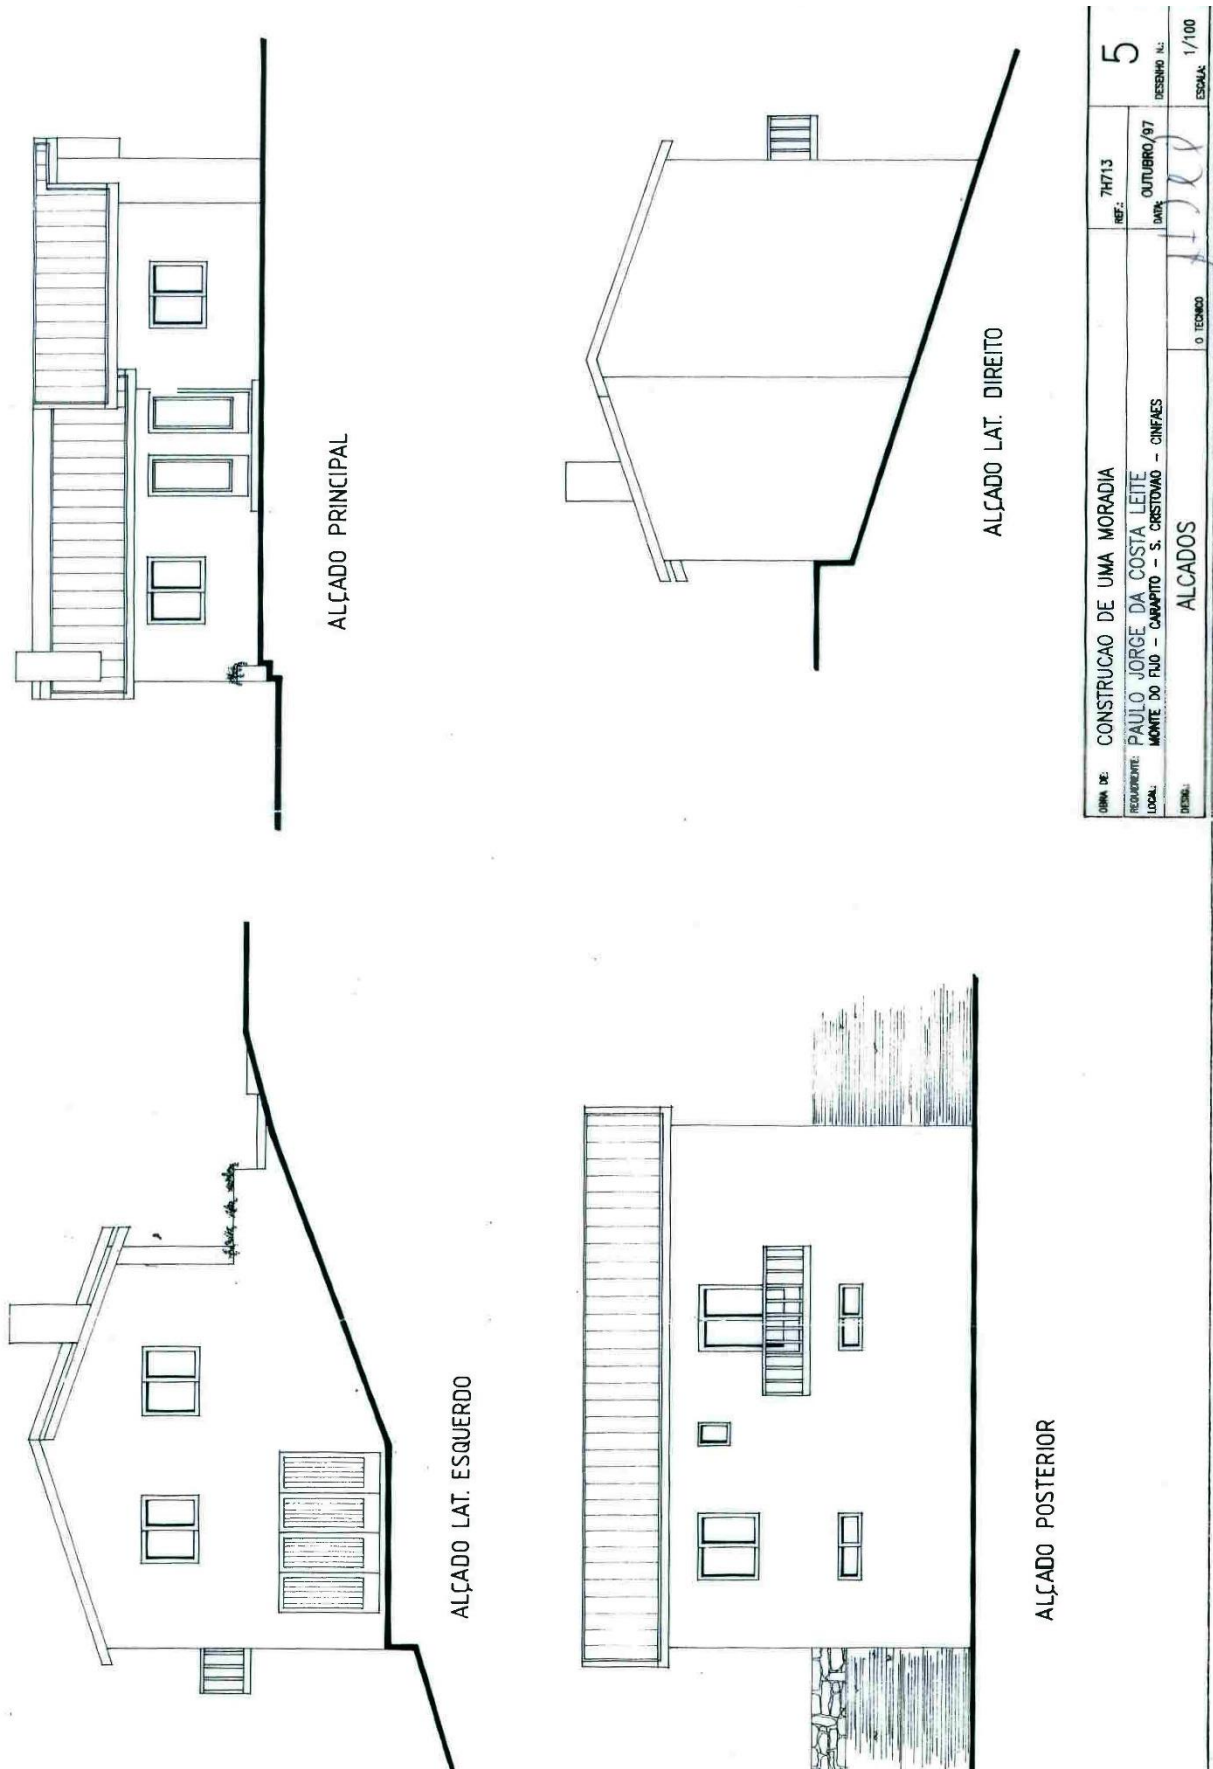 ALÇADO LAT. ESQUERDO
ALÇADO PRINCIPAL
ALÇADO POSTERIOR
ALÇADO LAT. DIREITO
OBRA DE: CONSTRUCAO DE UMA MORADIA
REF.: 7H713
5
REQUERENTE: PAULO JORGE DA COSTA LEITE
LOCAL: MONTE DO FIJO - CARAPITO - S. CRISTOVAO - CINFAES
DATA: OUTUBRO/97
DESENHO N.:
DESIG.: ALCADOS
O TECNICO
ESCALA: 1/100